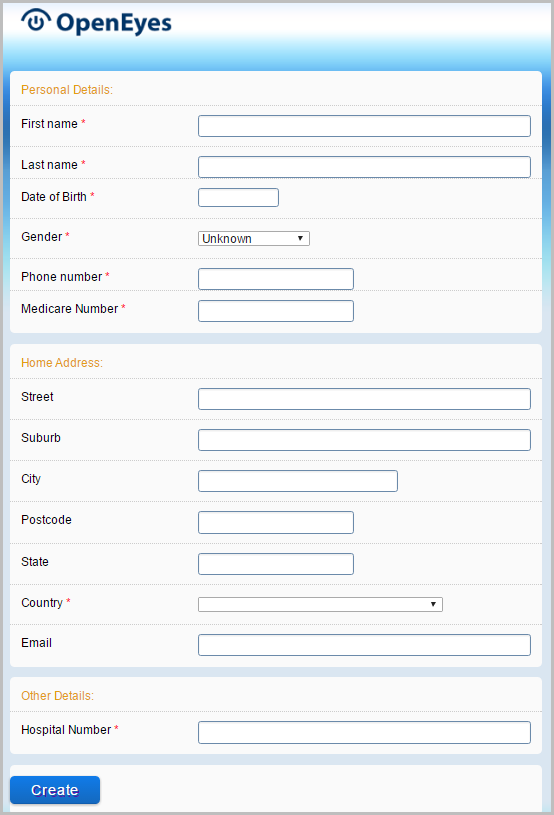 OpenEyes
Personal Details:
First name *
Last name *
Date of Birth *
Gender * Unknown
Phone number *
Medicare Number *
Home Address:
Street
Suburb
City
Postcode
State
Country *
Email
Other Details:
Hospital Number *
Create